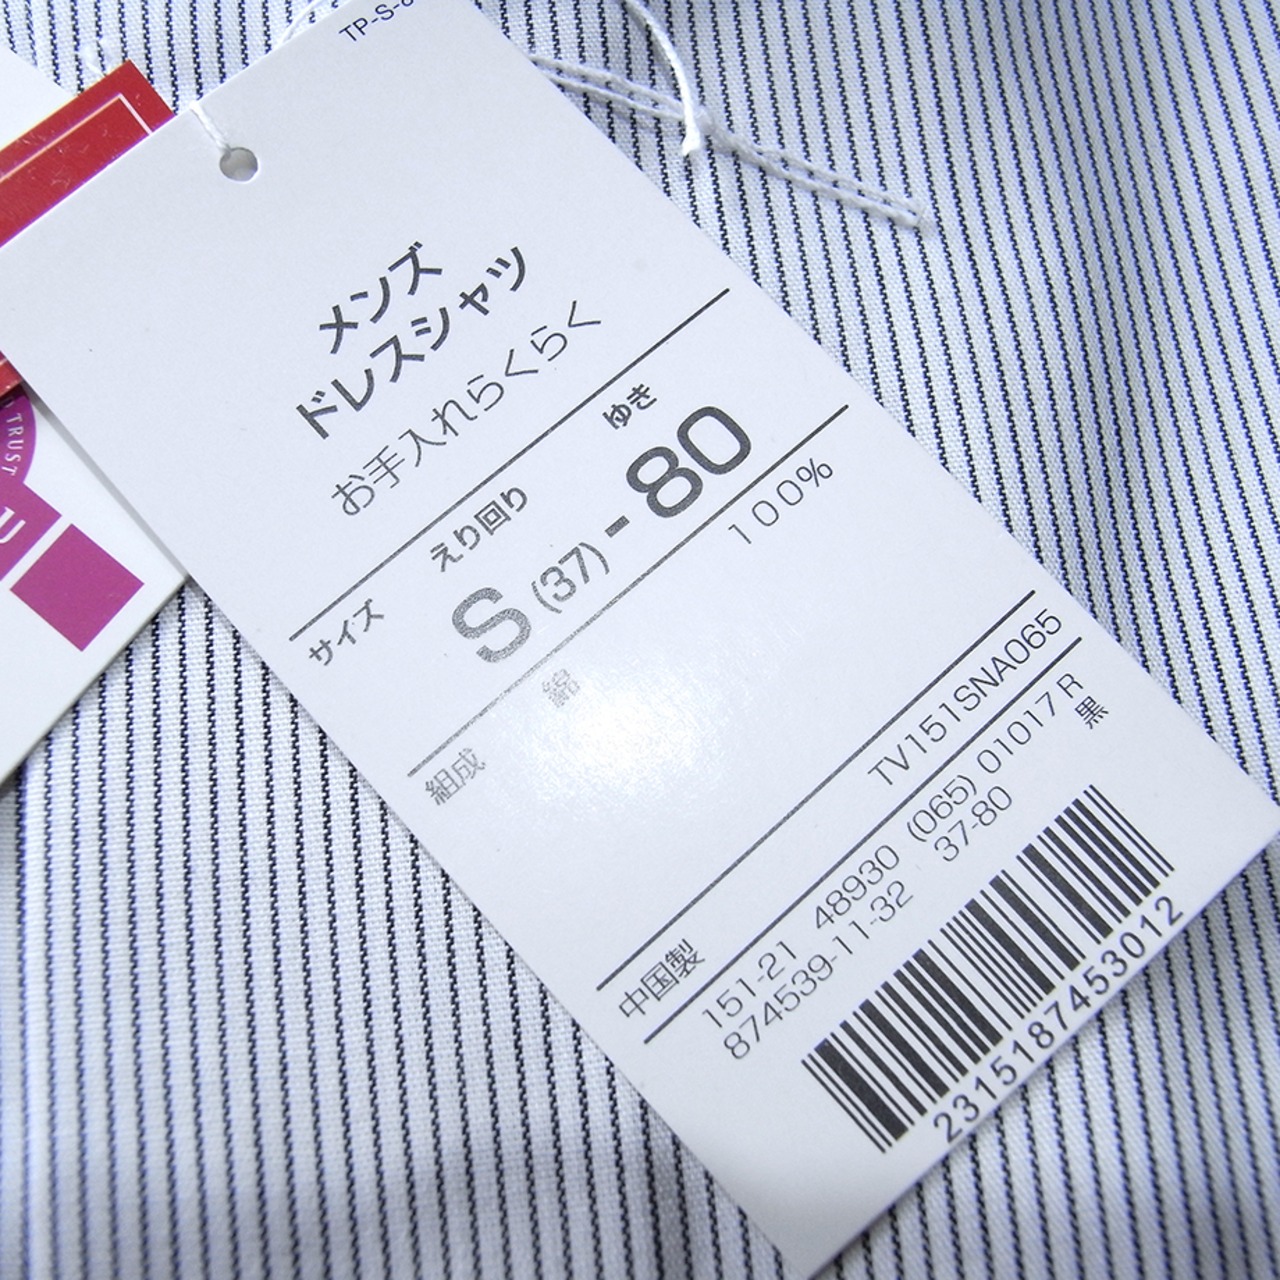 TP-S-8
メンズ
ドレスシャツ
お手入れらくらく
サイズ えり回り ゆき
S (37) - 80
組成 綿 100%
TV151SNA065
中国製
151-21 48930 (065) 01017 R
874539-11-32 37-80 黒
2315187453012
TRUST